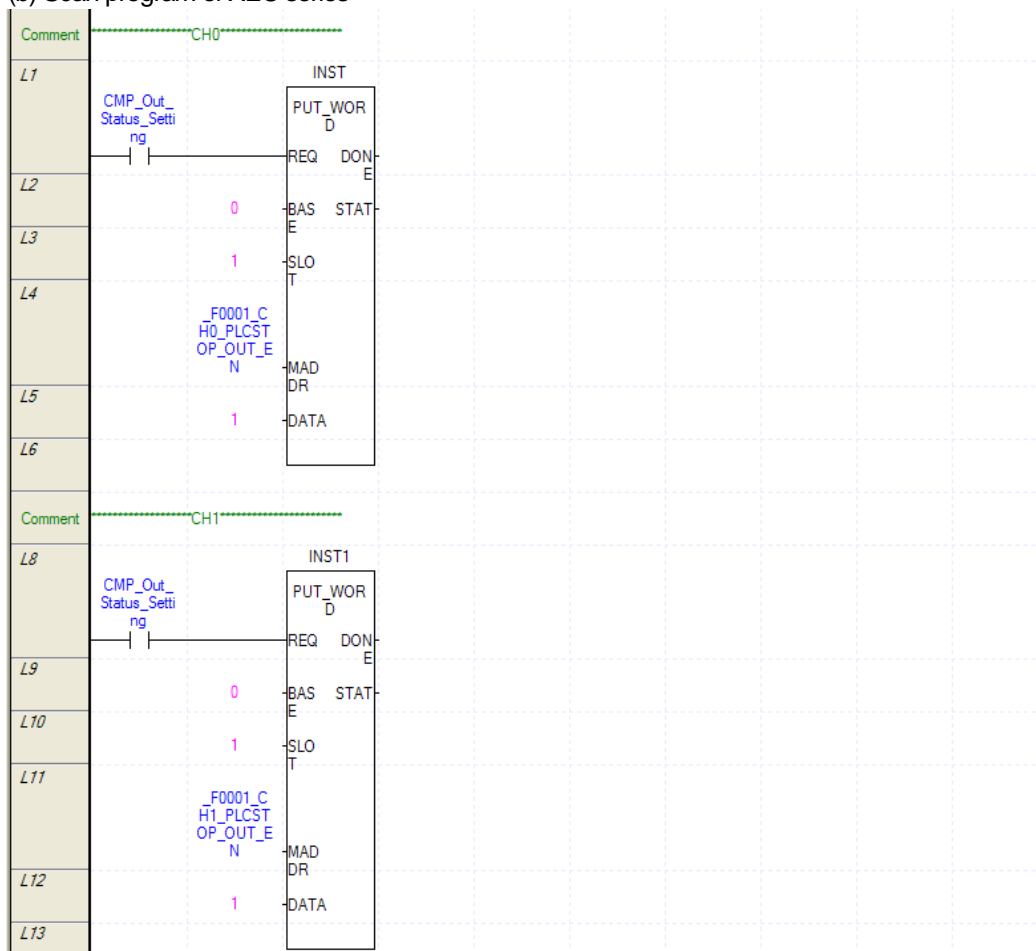 (b) Scan program of series
Comment ********************CH0*************************
L1
INST
CMP_Out_
Status_Setti
ng
PUT_WOR
D
REQ DON
E
L2
0 BAS STAT
E
L3
1 SLO
T
L4
_F0001_C
H0_PLCST
OP_OUT_E
N MAD
DR
L5
1 DATA
L6
Comment ********************CH1*************************
L8
INST1
CMP_Out_
Status_Setti
ng
PUT_WOR
D
REQ DON
E
L9
0 BAS STAT
E
L10
1 SLO
T
L11
_F0001_C
H1_PLCST
OP_OUT_E
N MAD
DR
L12
1 DATA
L13